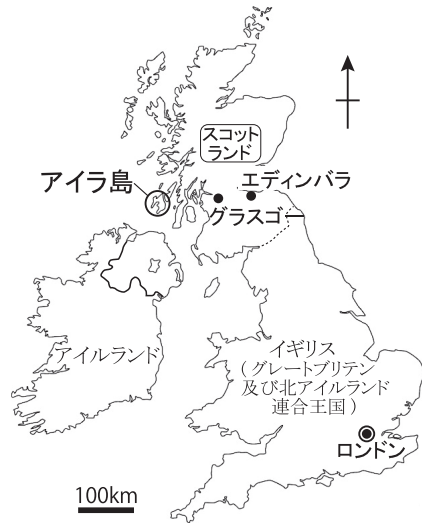 スコット
ランド
アイラ島
エディンバラ
グラスゴー
アイルランド
イギリス
（グレートブリテン
及び北アイルランド
連合王国）
ロンドン
100km